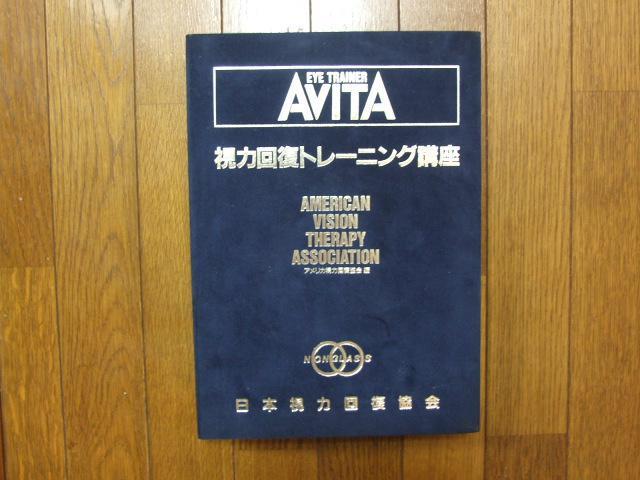 EYE TRAINER
AVITA
視力回復トレーニング講座
AMERICAN
VISION
THERAPY
ASSOCIATION
アメリカ視力回復協会 版
NONGLASS
日本視力回復協会